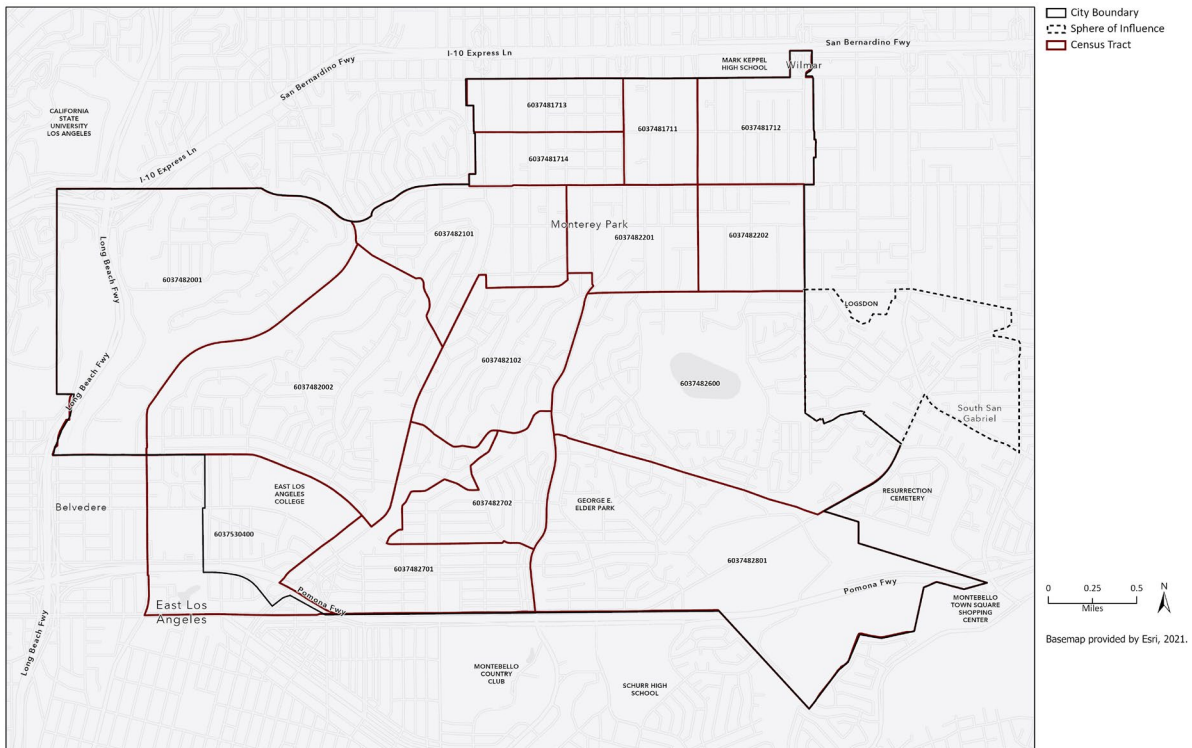 San Bernardino Fwy
I-10 Express Ln
MARK KEPPEL
HIGH SCHOOL
Wilmar
San Bernardino Fwy
CALIFORNIA
STATE
UNIVERSITY
LOS ANGELES
6037481713
6037481711
6037481712
6037481714
I-10 Express Ln
Monterey Park
6037482101
6037482201
6037482202
Long Beach Fwy
6037482001
LOGSDON
6037482102
6037482002
6037482600
Long Beach Fwy
South San
Gabriel
EAST LOS
ANGELES
COLLEGE
RESURRECTION
CEMETERY
Belvedere
6037482702
GEORGE E.
ELDER PARK
6037530400
6037482701
6037482801
Pomona Fwy
Pomona Fwy
East Los
Angeles
MONTEBELLO
TOWN SQUARE
SHOPPING
CENTER
Long Beach Fwy
MONTEBELLO
COUNTRY
CLUB
SCHURR HIGH
SCHOOL
City Boundary
Sphere of Influence
Census Tract
0 0.25 0.5
Miles
N
Basemap provided by Esri, 2021.